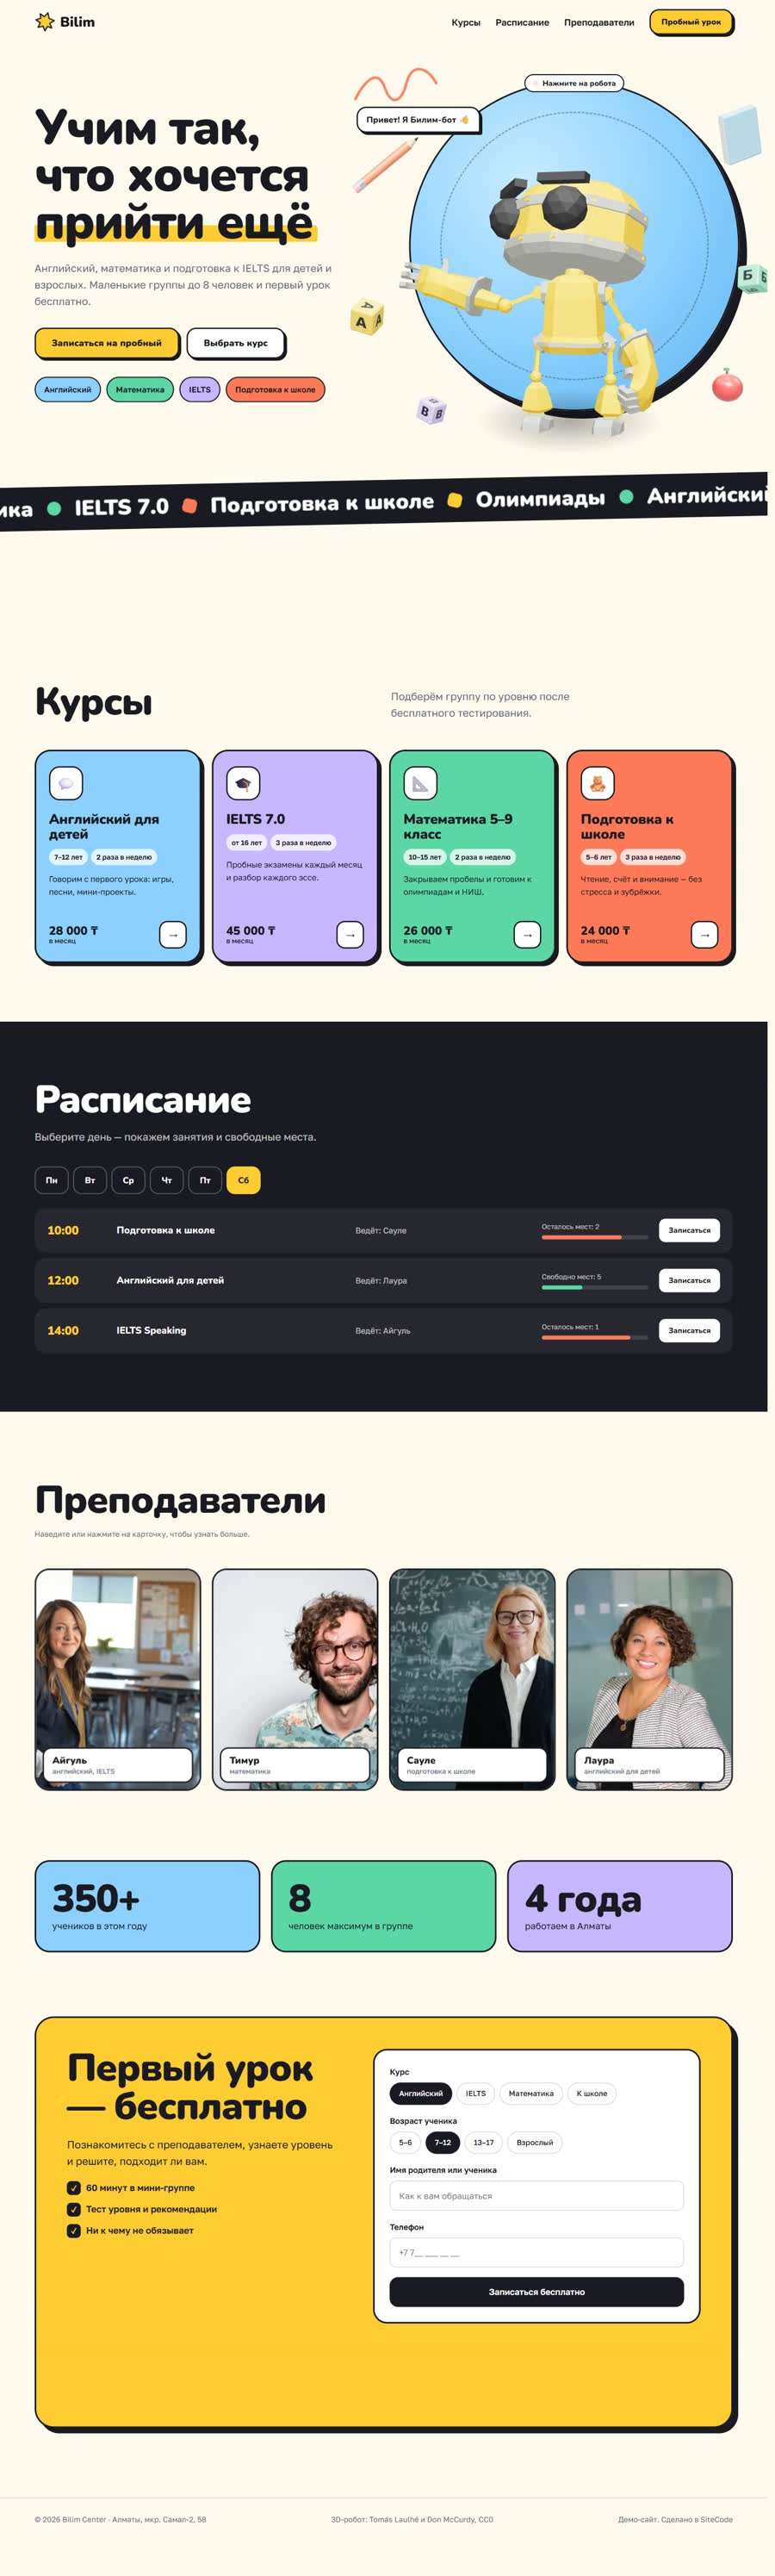 Bilim
Курсы
Расписание
Преподаватели
Пробный урок
Нажмите на робота
Привет! Я Билим-бот
Учим так,
что хочется
прийти ещё
Английский, математика и подготовка к IELTS для детей и
взрослых. Маленькие группы до 8 человек и первый урок
бесплатно.
Записаться на пробный
Выбрать курс
Английский
Математика
IELTS
Подготовка к школе
А
А
А
Б
Б
В
В
В
ика
IELTS 7.0
Подготовка к школе
Олимпиады
Английский
Курсы
Подберём группу по уровню после
бесплатного тестирования.
Английский для
детей
7–12 лет
2 раза в неделю
Говорим с первого урока: игры,
песни, мини-проекты.
28 000 ₸
в месяц
→
IELTS 7.0
от 16 лет
3 раза в неделю
Пробные экзамены каждый месяц
и разбор каждого эссе.
45 000 ₸
в месяц
→
Математика 5–9
класс
10–15 лет
2 раза в неделю
Закрываем пробелы и готовим к
олимпиадам и НИШ.
26 000 ₸
в месяц
→
Подготовка к
школе
5–6 лет
3 раза в неделю
Чтение, счёт и внимание — без
стресса и зубрёжки.
24 000 ₸
в месяц
→
Расписание
Выберите день — покажем занятия и свободные места.
Пн
Вт
Ср
Чт
Пт
Сб
10:00
Подготовка к школе
Ведёт: Сауле
Осталось мест: 2
Записаться
12:00
Английский для детей
Ведёт: Лаура
Свободно мест: 5
Записаться
14:00
IELTS Speaking
Ведёт: Айгуль
Осталось мест: 1
Записаться
Преподаватели
Наведите или нажмите на карточку, чтобы узнать больше.
Айгуль
английский, IELTS
Тимур
математика
Сауле
подготовка к школе
Лаура
английский для детей
350+
учеников в этом году
8
человек максимум в группе
4 года
работаем в Алматы
Первый урок
— бесплатно
Познакомитесь с преподавателем, узнаете уровень
и решите, подходит ли вам.
60 минут в мини-группе
Тест уровня и рекомендации
Ни к чему не обязывает
Курс
Английский
IELTS
Математика
К школе
Возраст ученика
5–6
7–12
13–17
Взрослый
Имя родителя или ученика
Как к вам обращаться
Телефон
+7 7__ ___ __ __
Записаться бесплатно
© 2026 Bilim Center · Алматы, мкр. Самал-2, 58
3D-робот: Tomás Laulhé и Don McCurdy, CC0
Демо-сайт. Сделано в SiteCode